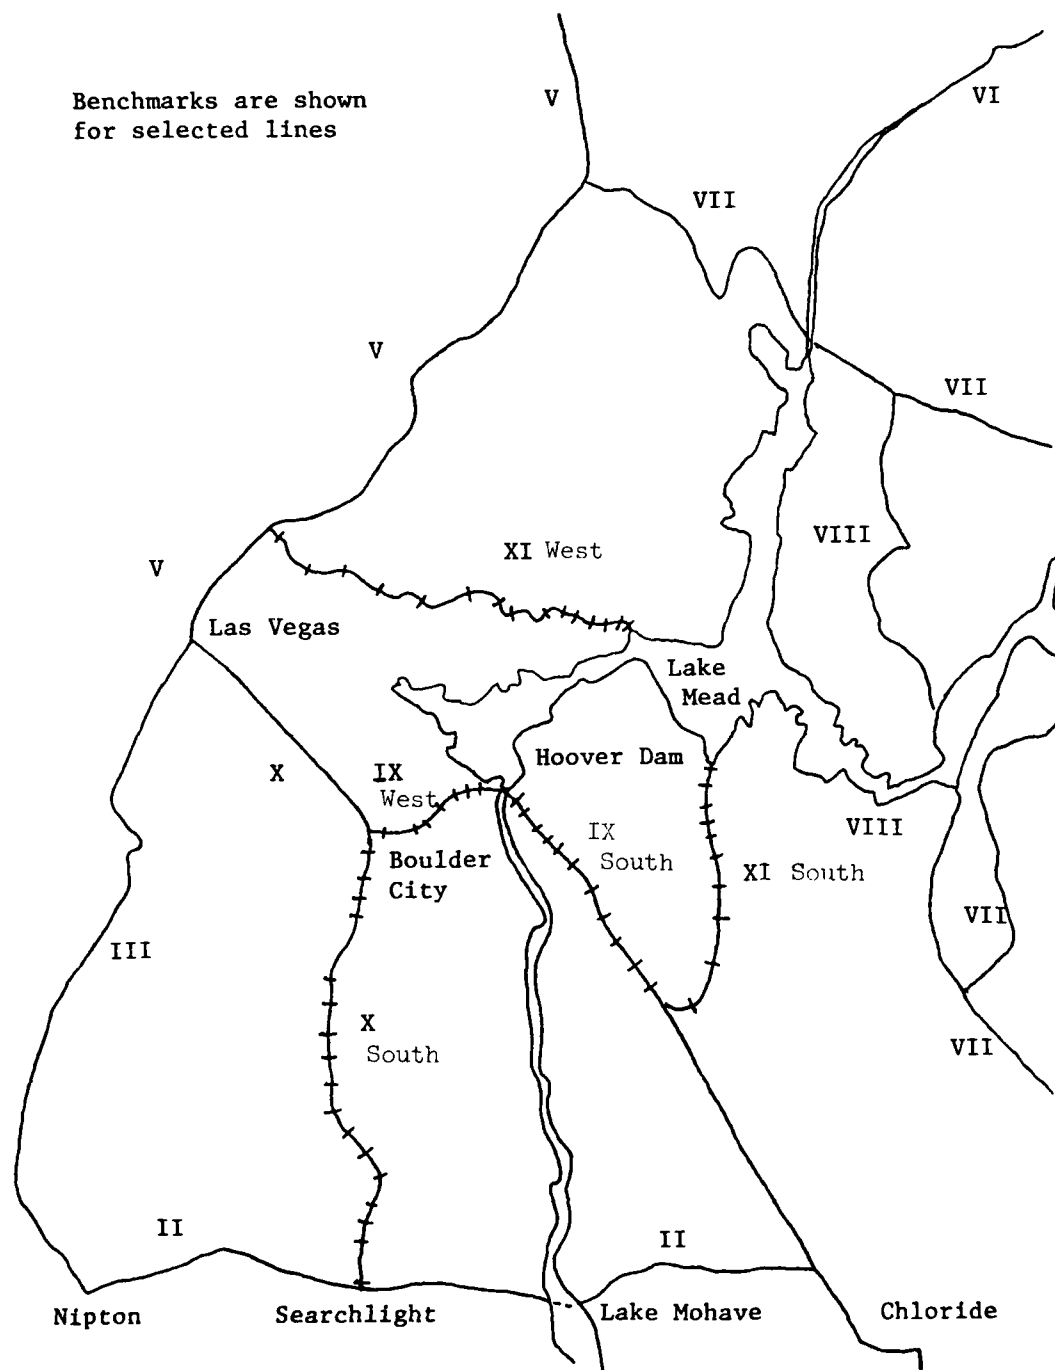 Benchmarks are shown
for selected lines
V
VI
VII
V
VII
XI West
VIII
V
Las Vegas
Lake
Mead
Hoover Dam
X
IX
West
IX
South
VIII
Boulder
City
XI South
VII
III
X
South
VII
II
II
Nipton
Searchlight
Lake Mohave
Chloride